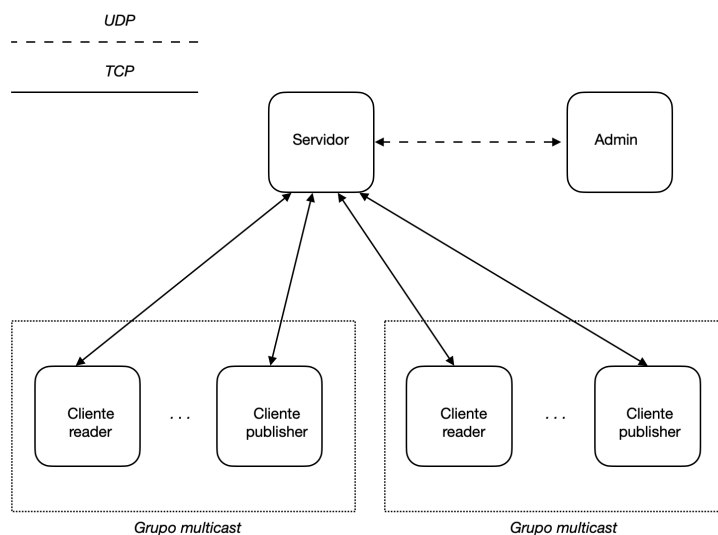 UDP
TCP
Servidor
Admin
Cliente
reader
. . .
Cliente
publisher
Cliente
reader
. . .
Cliente
publisher
Grupo multicast
Grupo multicast